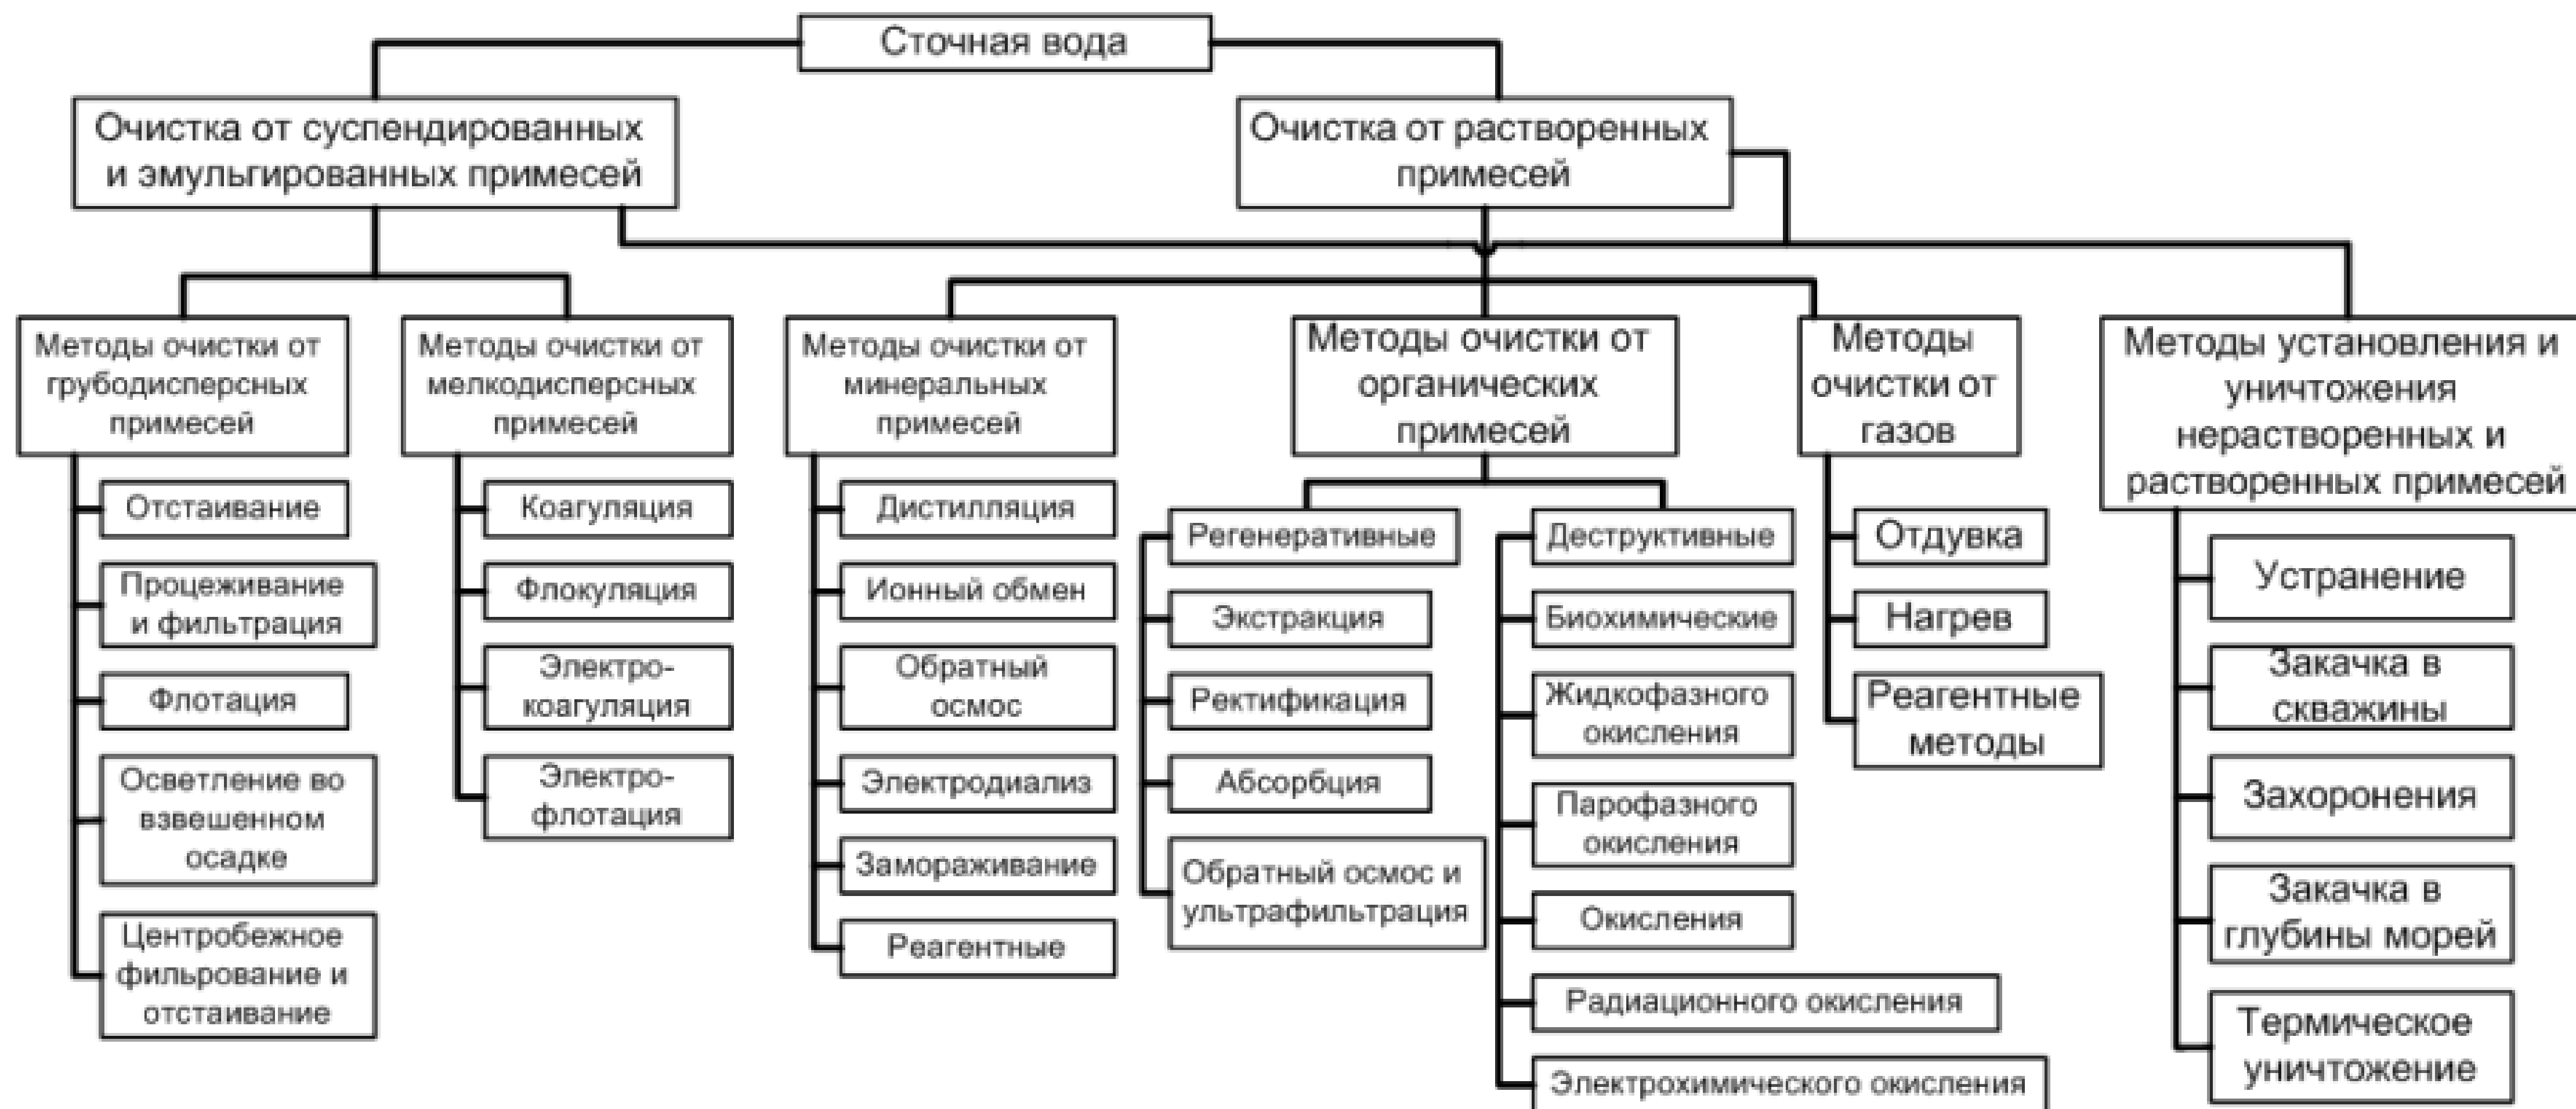 Сточная вода
Очистка от суспендированных
и эмульгированных примесей
Очистка от растворенных
примесей
Методы очистки от
грубодисперсных
примесей
Отстаивание
Процеживание
и фильтрация
Флотация
Осветление во
взвешенном
осадке
Центробежное
фильрование и
отстаивание
Методы очистки от
мелкодисперсных
примесей
Коагуляция
Флокуляция
Электро-
коагуляция
Электро-
флотация
Методы очистки от
минеральных
примесей
Дистилляция
Ионный обмен
Обратный
осмос
Электродиализ
Замораживание
Реагентные
Методы очистки от
органических
примесей
Регенеративные
Экстракция
Ректификация
Абсорбция
Обратный осмос и
ультрафильтрация
Деструктивные
Биохимические
Жидкофазного
окисления
Парофазного
окисления
Окисления
Радиационного окисления
Электрохимического окисления
Методы
очистки от
газов
Отдувка
Нагрев
Реагентные
методы
Методы установления и
уничтожения
нерастворенных и
растворенных примесей
Устранение
Закачка в
скважины
Захоронения
Закачка в
глубины морей
Термическое
уничтожение